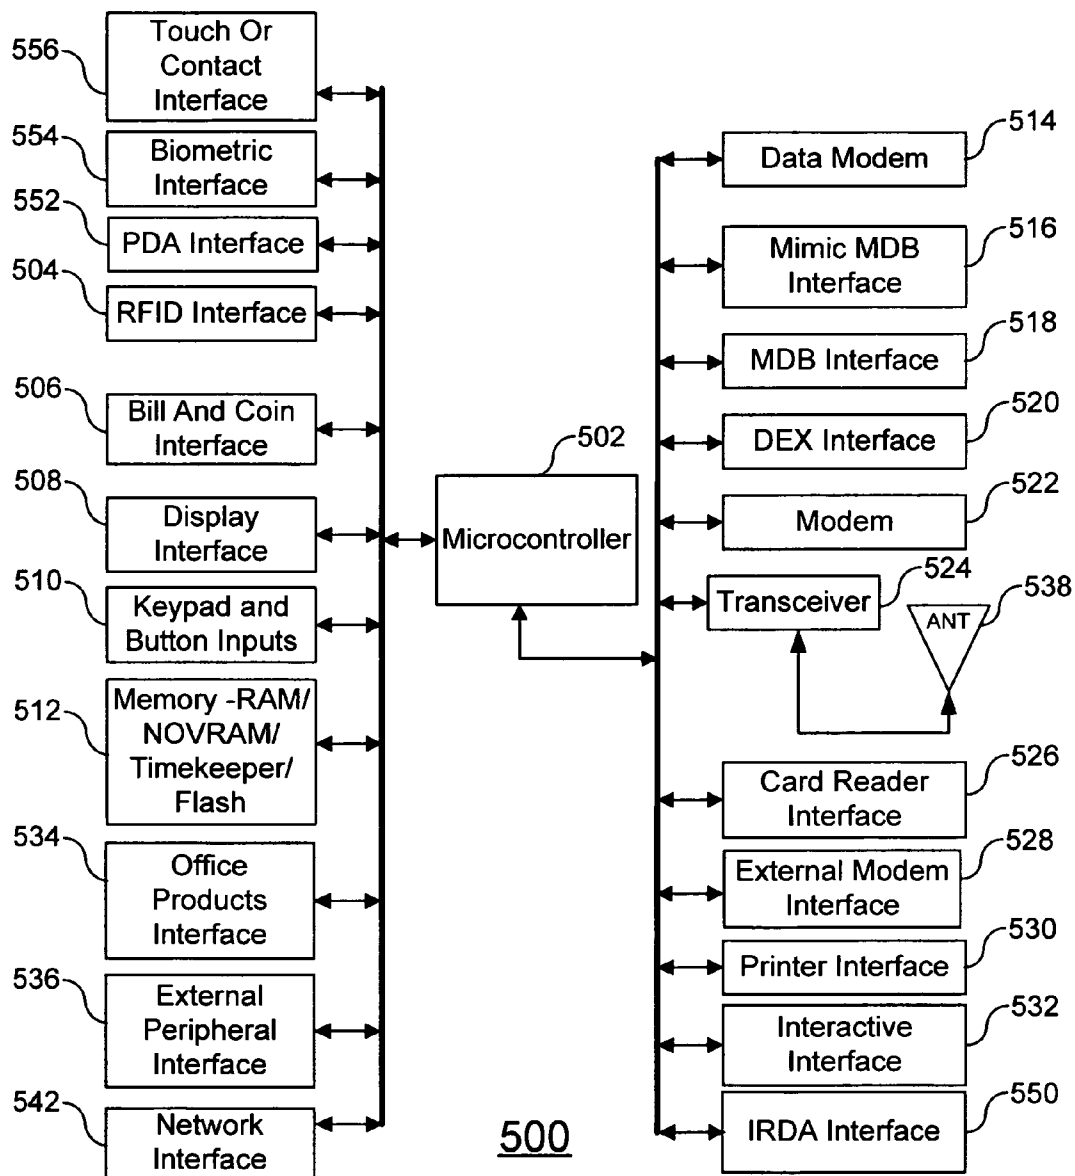 556
Touch Or
Contact
Interface
554
Biometric
Interface
552
PDA Interface
504
RFID Interface
506
Bill And Coin
Interface
508
Display
Interface
510
Keypad and
Button Inputs
512
Memory -RAM/
NOVRAM/
Timekeeper/
Flash
534
Office
Products
Interface
536
External
Peripheral
Interface
542
Network
Interface
502
Microcontroller
514
Data Modem
516
Mimic MDB
Interface
518
MDB Interface
520
DEX Interface
522
Modem
524
Transceiver
538
ANT
526
Card Reader
Interface
528
External Modem
Interface
530
Printer Interface
532
Interactive
Interface
550
IRDA Interface
500